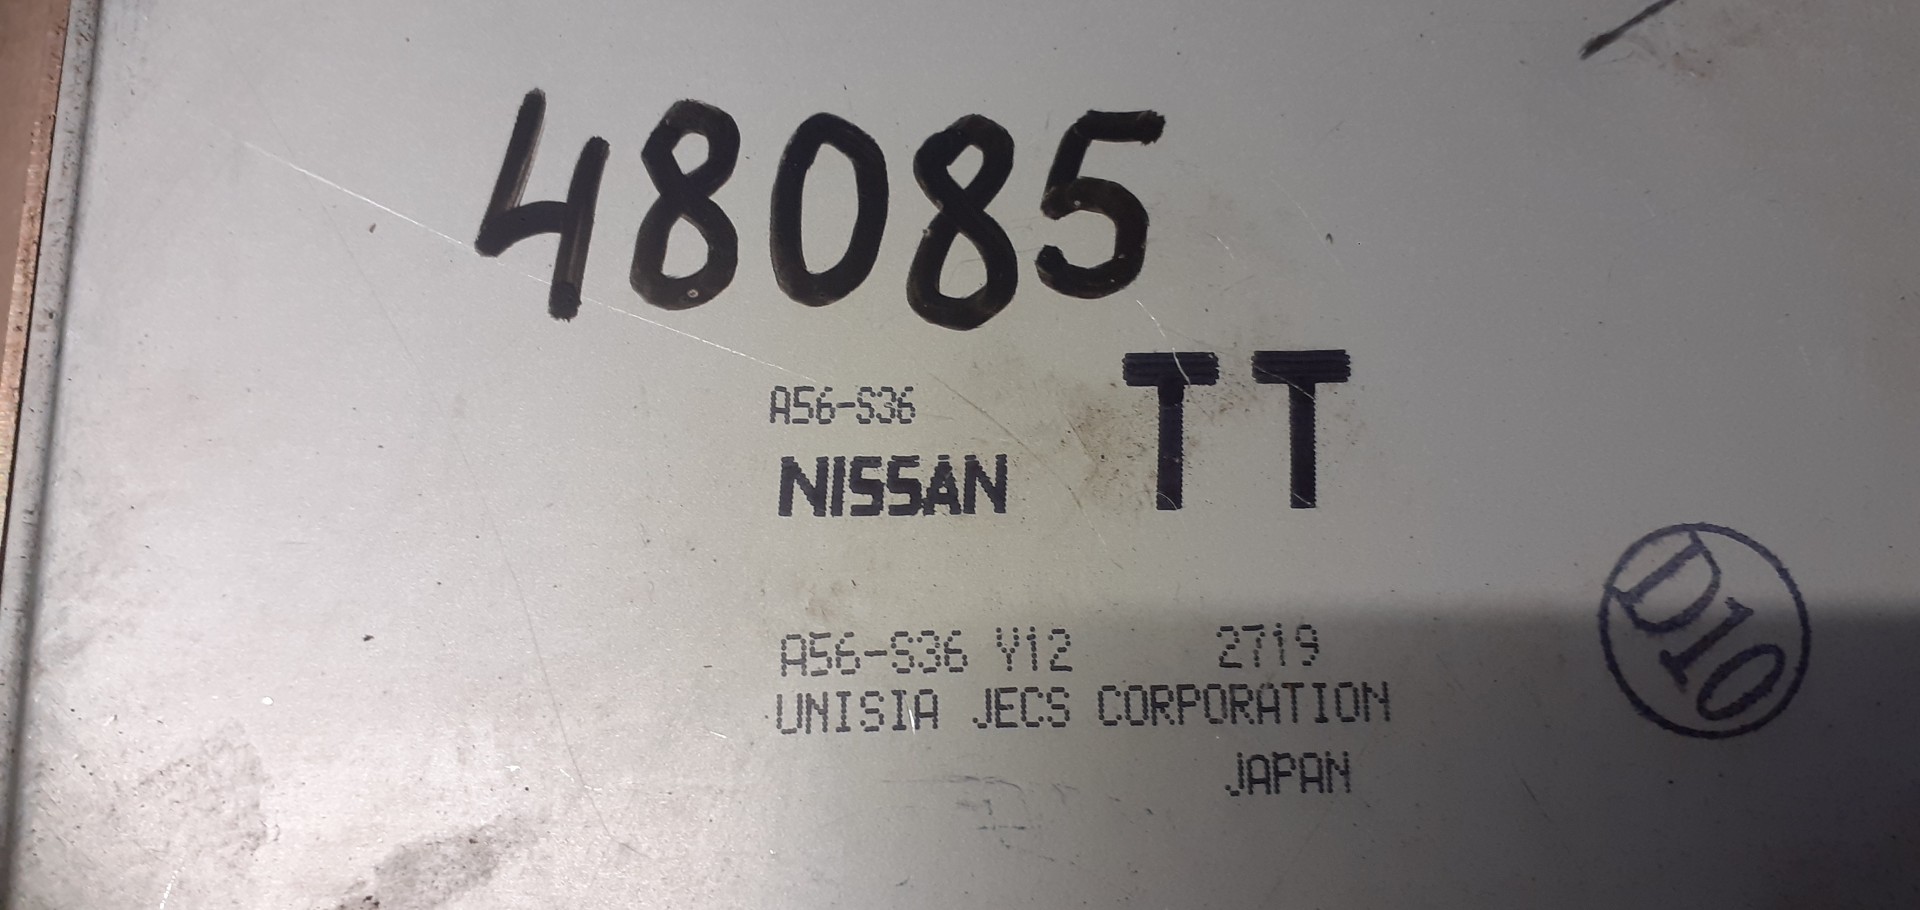 48085
A56-S36
NISSAN
TT
A56-S36 Y12 2719
UNISIA JECS CORPORATION
JAPAN
D10